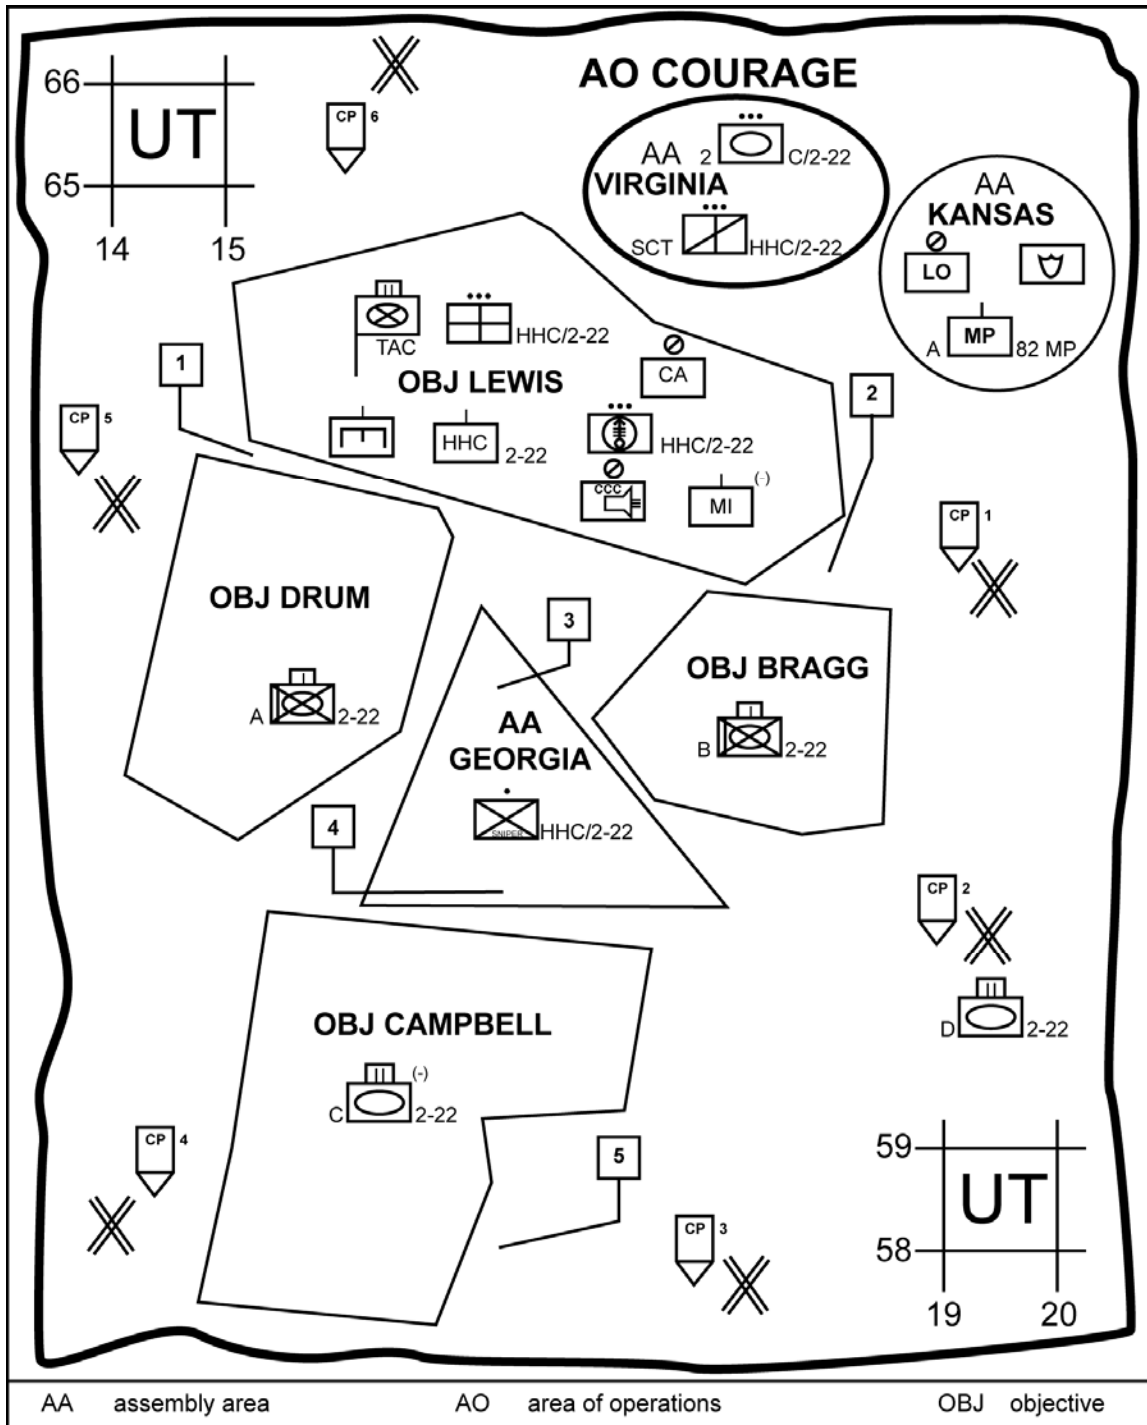 AO COURAGE
66
UT
65
14 15
CP 6
AA 2 C/2-22
VIRGINIA
SCT HHC/2-22
AA
KANSAS
LO
A MP 82 MP
TAC
HHC/2-22
OBJ LEWIS
CA
1
2
CP 5
HHC 2-22
HHC/2-22
CCC
MI (-)
CP 1
OBJ DRUM
A 2-22
3
OBJ BRAGG
B 2-22
AA
GEORGIA
SNIPER HHC/2-22
4
CP 2
D 2-22
OBJ CAMPBELL
(-)
C 2-22
CP 4
5
CP 3
59
UT
58
19 20
AA assembly area AO area of operations OBJ objective